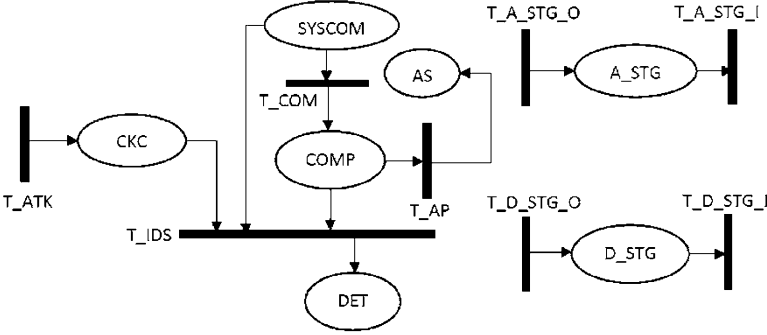 T_A_STG_O
T_A_STG_I
SYSCOM
AS
A_STG
T_COM
CKC
COMP
T_ATK
T_AP
T_D_STG_O
T_D_STG_I
T_IDS
D_STG
DET